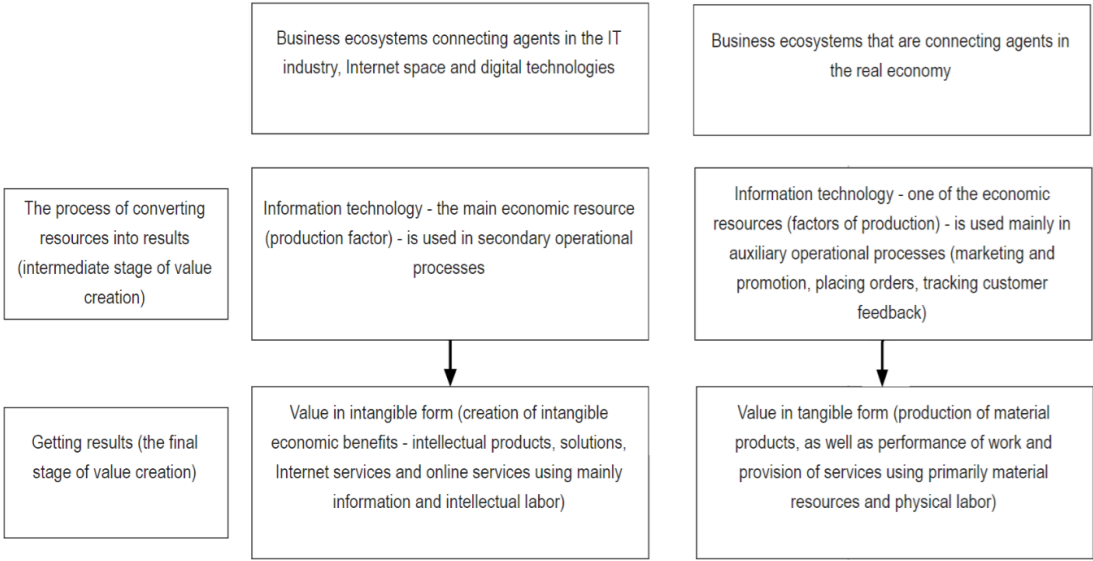 Business ecosystems connecting agents in the IT
industry, Internet space and digital technologies
Business ecosystems that are connecting agents in
the real economy
The process of converting
resources into results
(intermediate stage of value
creation)
Information technology - the main economic resource
(production factor) - is used in secondary operational
processes
Information technology - one of the economic
resources (factors of production) - is used mainly in
auxiliary operational processes (marketing and
promotion, placing orders, tracking customer
feedback)
Getting results (the final
stage of value creation)
Value in intangible form (creation of intangible
economic benefits - intellectual products, solutions,
Internet services and online services using mainly
information and intellectual labor)
Value in tangible form (production of material
products, as well as performance of work and
provision of services using primarily material
resources and physical labor)